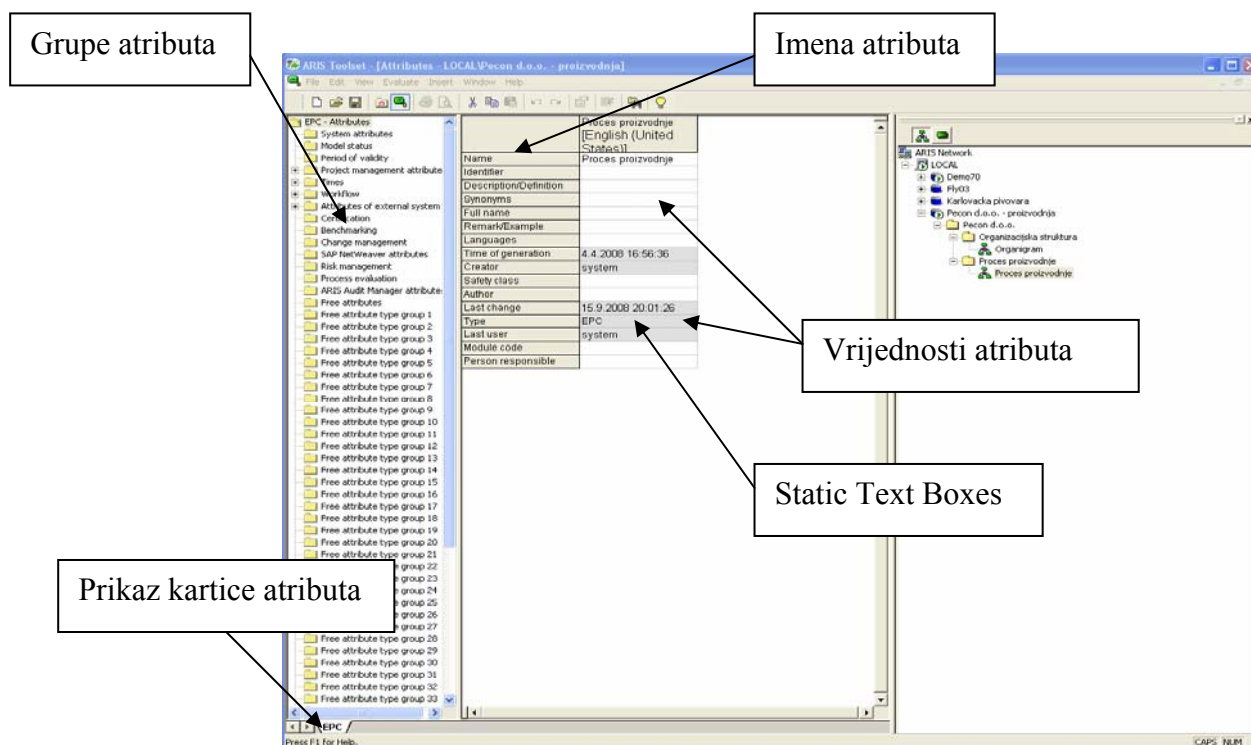 Grupe atributa
Imena atributa
ARIS Toolset - [Attributes - LOCAL\Pecon d.o.o. - proizvodnja]
File Edit View Evaluate Insert Window Help
EPC - Attributes
System attributes
Model status
Period of validity
Project management attribute
Times
Workflow
Attributes of external system
Certification
Benchmarking
Change management
SAP NetWeaver attributes
Risk management
Process evaluation
ARIS Audit Manager attribute
Free attributes
Free attribute type group 1
Free attribute type group 2
Free attribute type group 3
Free attribute type group 4
Free attribute type group 5
Free attribute type group 6
Free attribute type group 7
Free attribute type group 8
Free attribute type group 9
Free attribute type group 10
Free attribute type group 11
Free attribute type group 12
Free attribute type group 13
Free attribute type group 14
Free attribute type group 15
Free attribute type group 16
Free attribute type group 17
Free attribute type group 18
Free attribute type group 19
Free attribute type group 20
Free attribute type group 21
group 22
group 23
group 24
group 25
group 26
group 27
Free attribute type group 28
Free attribute type group 29
Free attribute type group 30
Free attribute type group 31
Free attribute type group 32
Free attribute type group 33
Proces proizvodnje
[English (United
States)]
Name Proces proizvodnje
Identifier
Description/Definition
Synonyms
Full name
Remark/Example
Languages
Time of generation 4.4.2008 16:56:36
Creator system
Safety class
Author
Last change 15.9.2008 20:01:26
Type EPC
Last user system
Module code
Person responsible
ARIS Network
LOCAL
Demo70
Fly03
Karlovacka pivovara
Pecon d.o.o. - proizvodnja
Pecon d.o.o.
Organizacijska struktura
Organigram
Proces proizvodnje
Proces proizvodnje
Vrijednosti atributa
Static Text Boxes
Prikaz kartice atributa
EPC
Press F1 for Help.
CAPS NUM